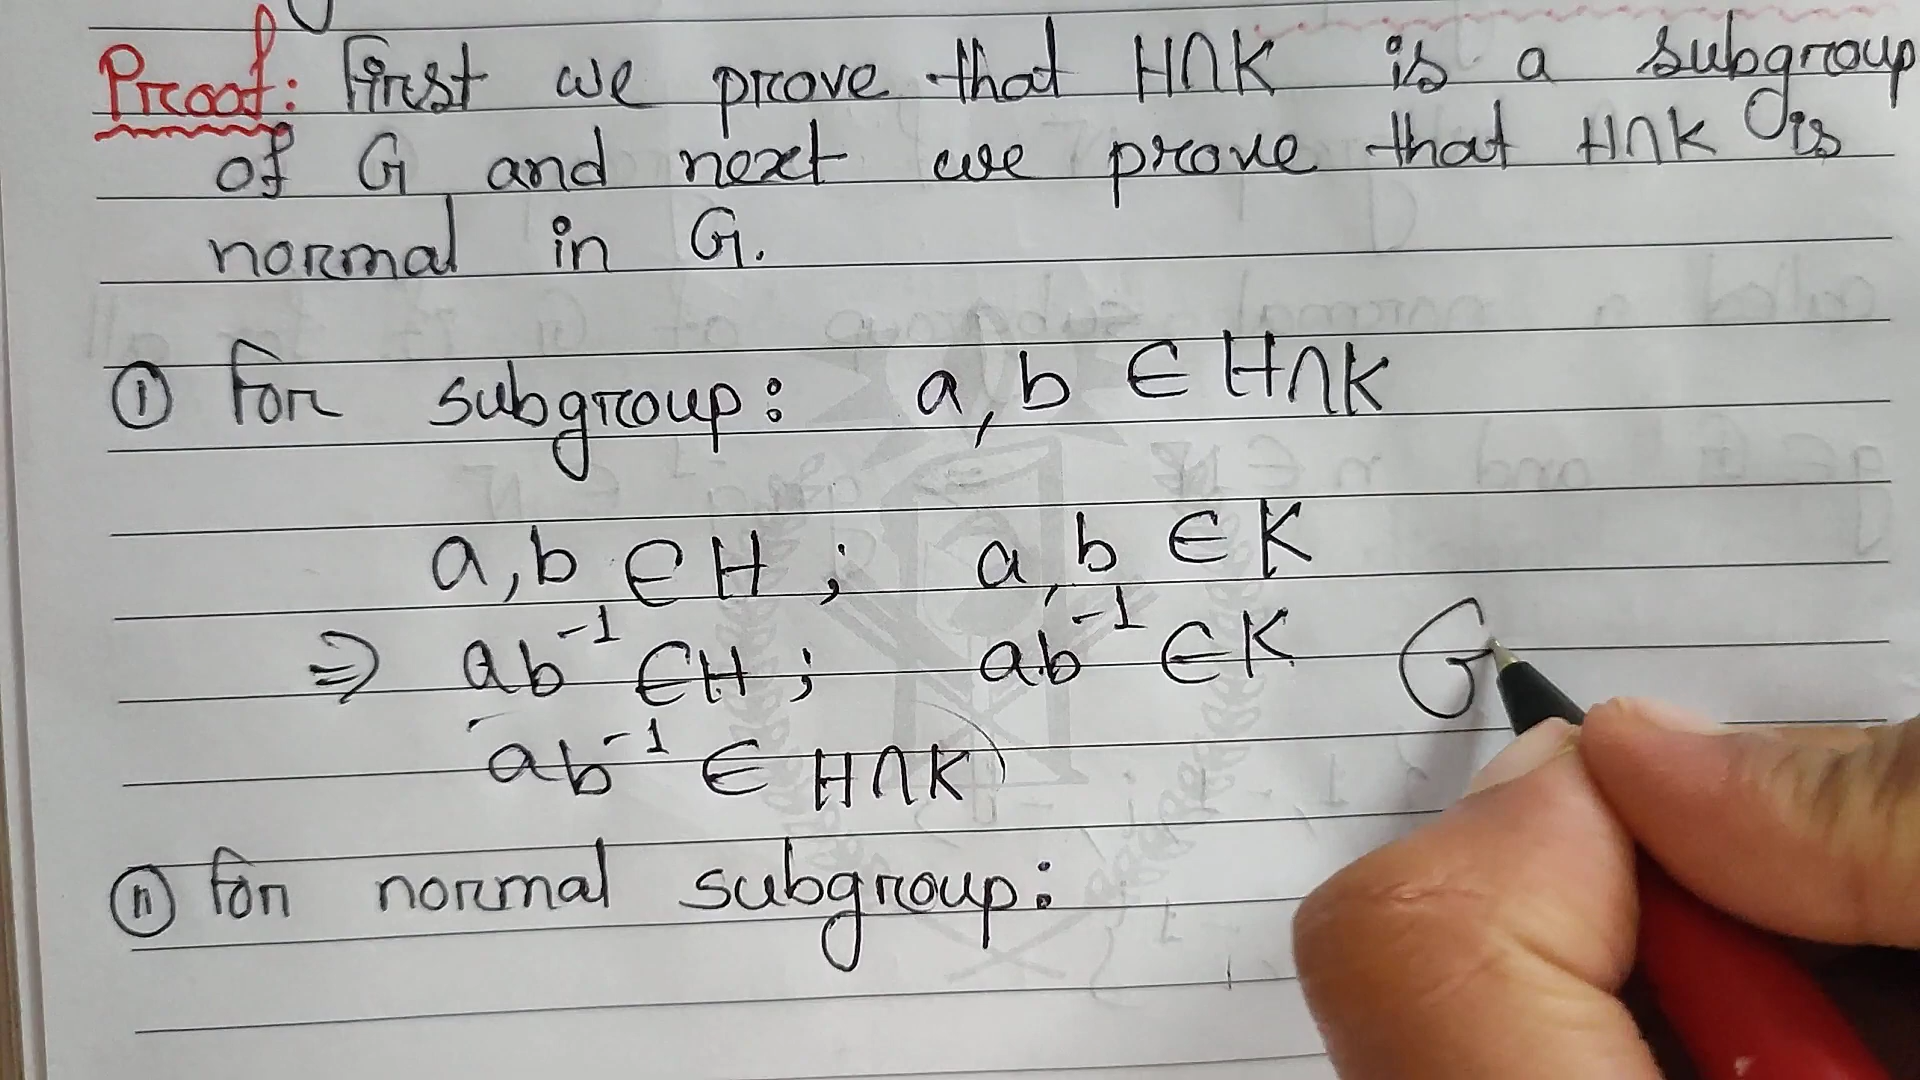 Proof: First we prove that H∩K is a subgroup
of G and next we prove that H∩K is
normal in G.
① For subgroup: a, b ∈ H∩K
a, b ∈ H ; a, b ∈ K
⇒ ab⁻¹ ∈ H ; ab⁻¹ ∈ K G
ab⁻¹ ∈ H∩K
ⓘⓘ For normal subgroup: